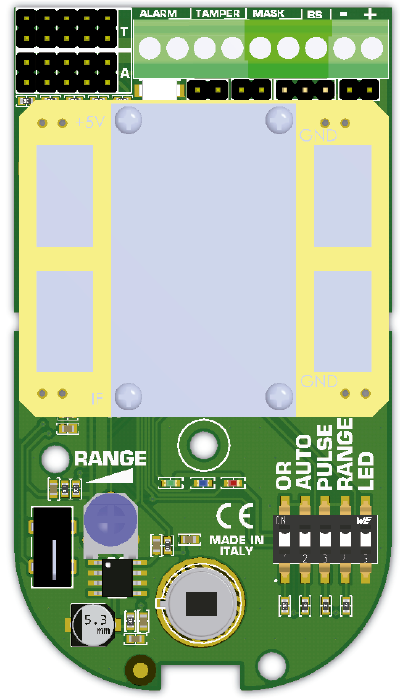 ALARM TAMPER MASK BS - +
T
A
+5V
GND
GND
IF
RANGE
OR
AUTO
PULSE
RANGE
LED
CE
MADE IN
ITALY
ON
WE
1 2 3 4 5
5.3
mm